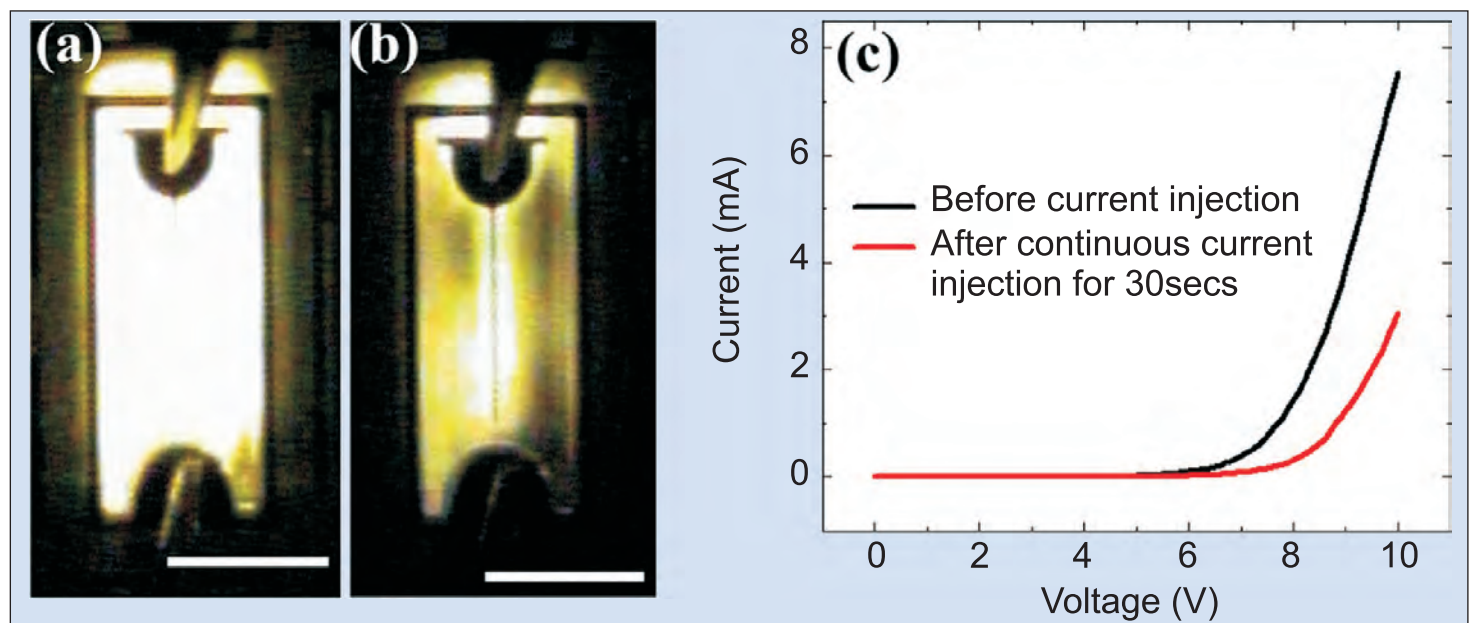 (a)
(b)
(c)
8
6
4
2
0
Current (mA)
Before current injection
After continuous current
injection for 30secs
0 2 4 6 8 10
Voltage (V)